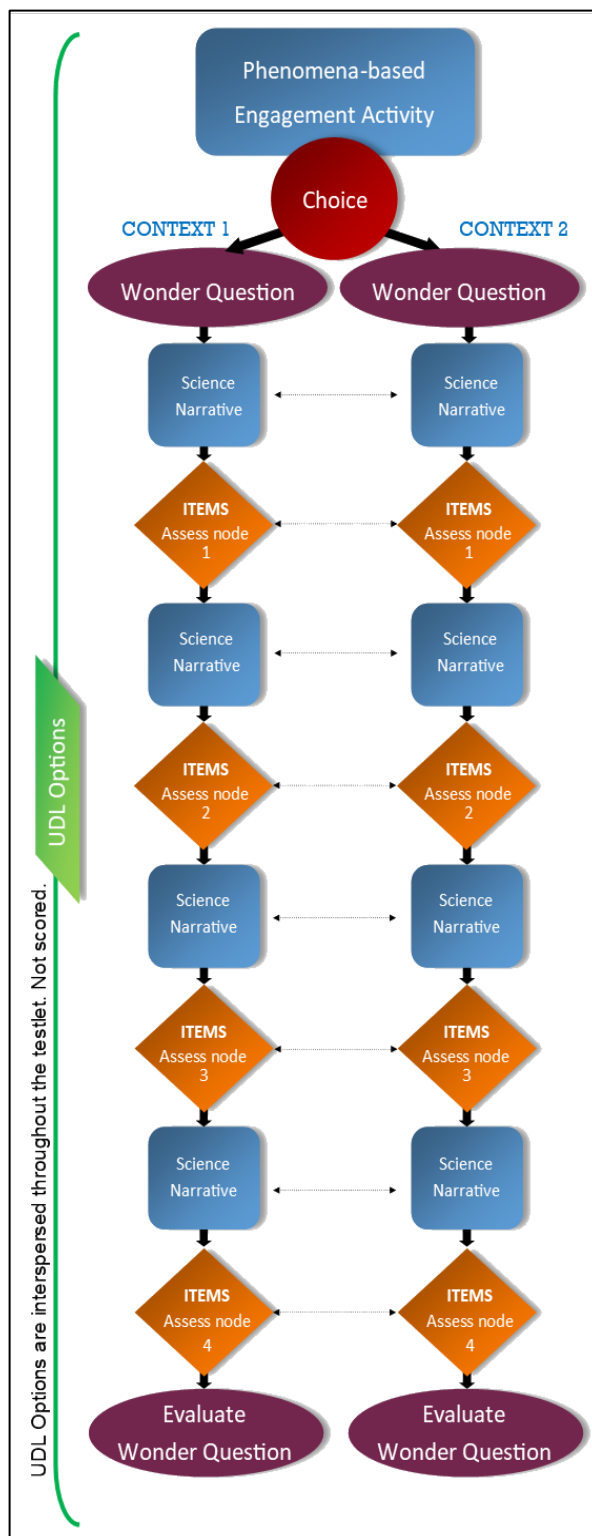 Phenomena-based
Engagement Activity
Choice
CONTEXT 1
CONTEXT 2
Wonder Question
Wonder Question
Science
Narrative
Science
Narrative
ITEMS
Assess node
1
ITEMS
Assess node
1
Science
Narrative
Science
Narrative
ITEMS
Assess node
2
ITEMS
Assess node
2
Science
Narrative
Science
Narrative
ITEMS
Assess node
3
ITEMS
Assess node
3
Science
Narrative
Science
Narrative
ITEMS
Assess node
4
ITEMS
Assess node
4
Evaluate
Wonder Question
Evaluate
Wonder Question
UDL Options
UDL Options are interspersed throughout the testlet. Not scored.